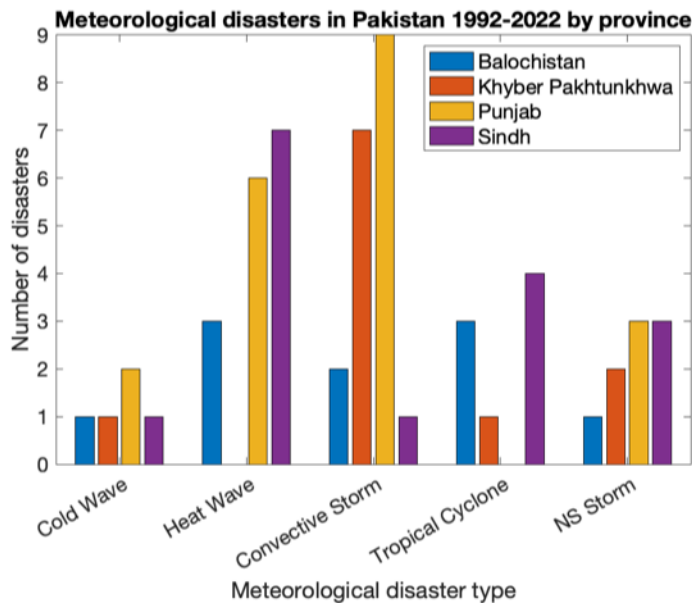 Meteorological disasters in Pakistan 1992-2022 by province
9
8
7
6
5
4
3
2
1
0
Number of disasters
Balochistan
Khyber Pakhtunkhwa
Punjab
Sindh
Cold Wave
Heat Wave
Convective Storm
Tropical Cyclone
NS Storm
Meteorological disaster type